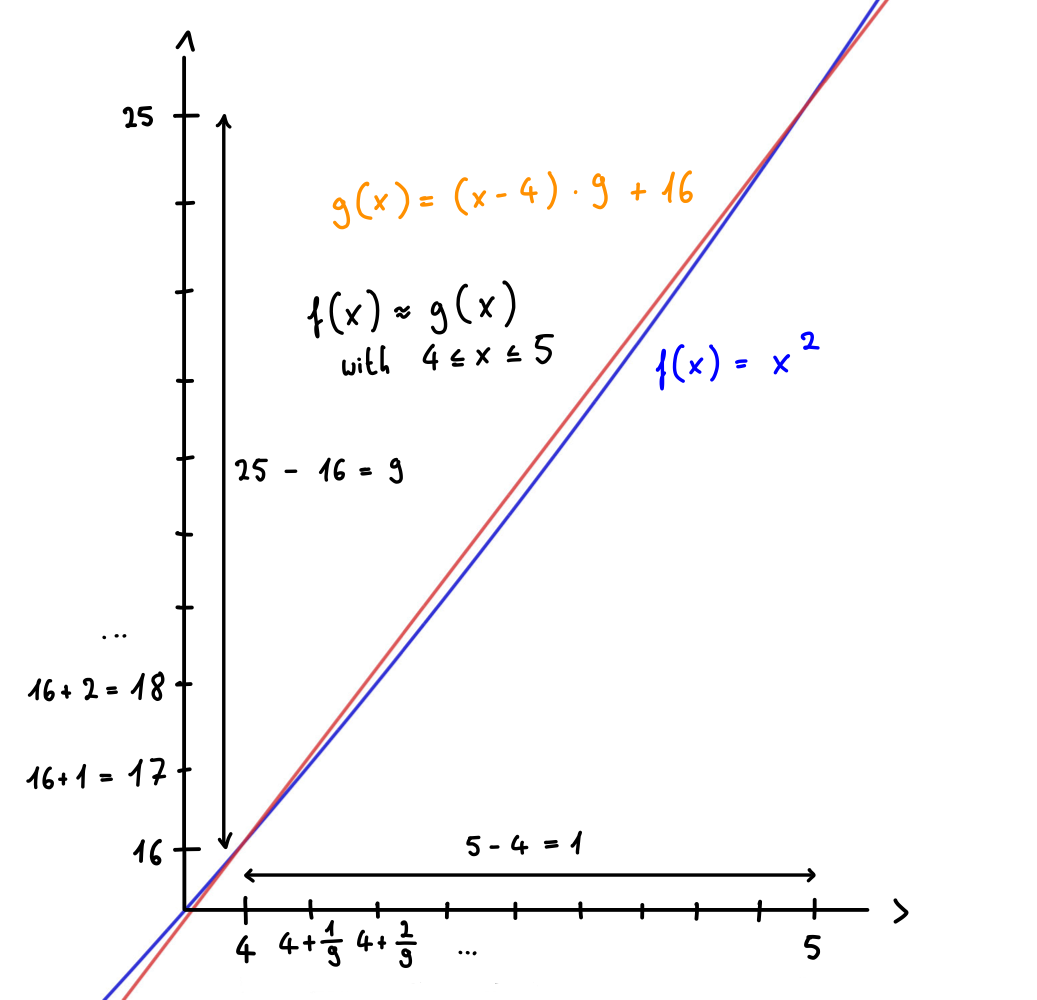 25
g(x) = (x-4) · 9 + 16
f(x) ≈ g(x)
with 4 ≤ x ≤ 5
f(x) = x²
25 - 16 = 9
...
16+2 = 18
16+1 = 17
16
5-4 = 1
4 4+1/9 4+2/9 ... 5